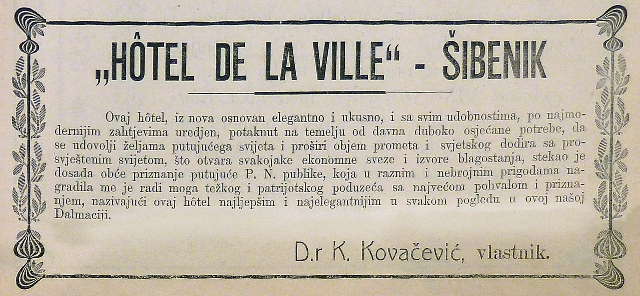 „HÔTEL DE LA VILLE“ - ŠIBENIK
Ovaj hôtel, iz nova osnovan elegantno i ukusno, i sa svim udobnostima, po najmo-
dernijim zahtjevima uredjen, potaknut na temelju od davna duboko osjećane potrebe, da
se udovolji željama putujućega svijeta i proširi objem prometa i svjetskog dodira sa pro-
svještenim svijetom, što otvara svakojake ekonomne sveze i izvore blagostanja, stekao je
dosada obće priznanje putujuće P. N. publike, koja u raznim i nebrojnim prigodama na-
gradila mo je radi moga težkog i patrijotskog poduzeća sa najvećom pohvalom i prizna-
njem, nazivajući ovaj hôtel najljepšim i najelegantnijim u svakom pogledu u ovoj našoj
Dalmaciji.
D.r K. Kovačević, vlastnik.